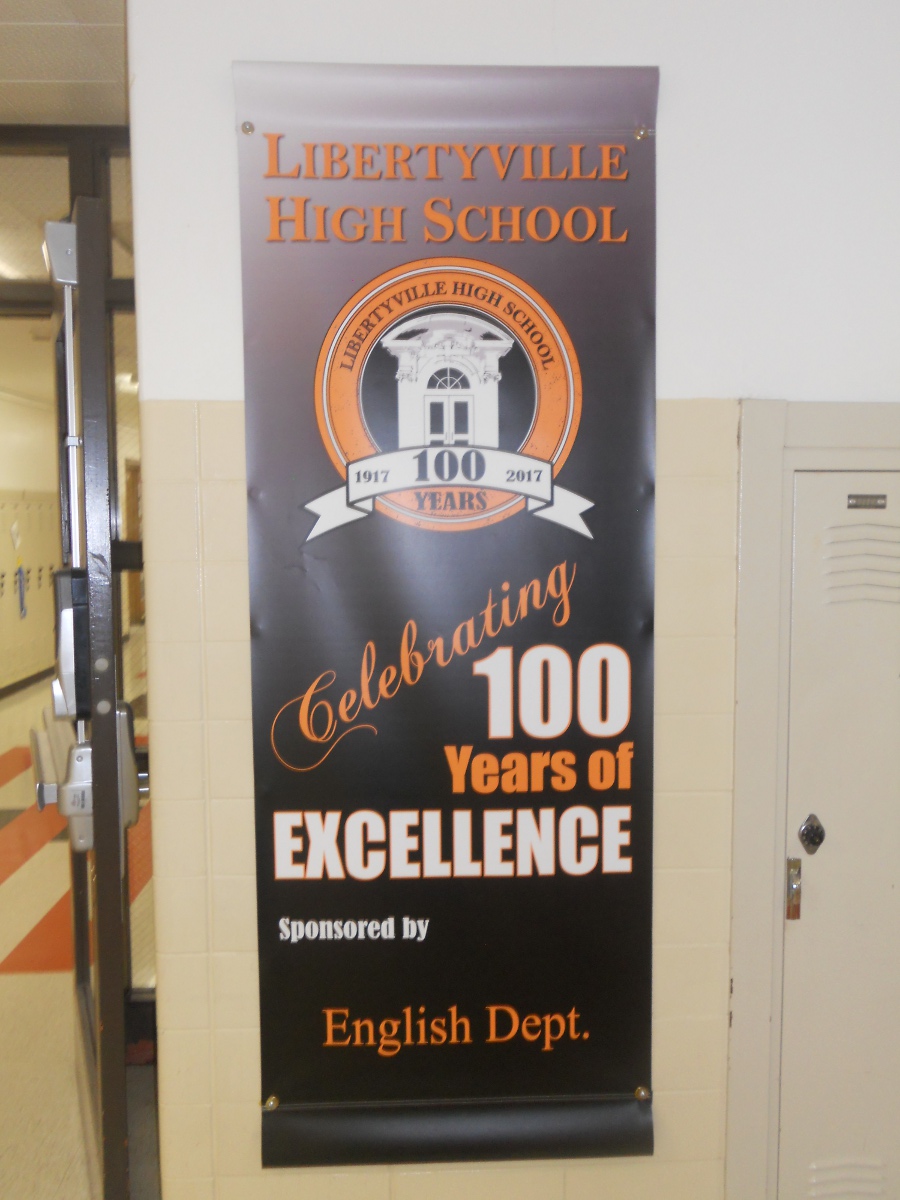 LIBERTYVILLE
HIGH SCHOOL
LIBERTYVILLE HIGH SCHOOL
1917 100 2017
YEARS
Celebrating
100
Years of
EXCELLENCE
Sponsored by
English Dept.